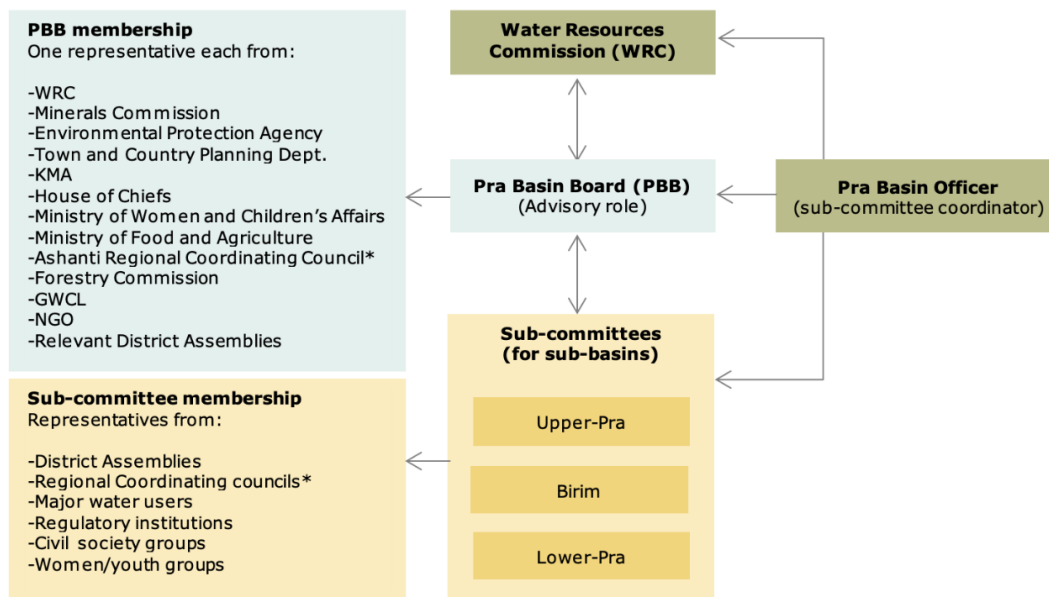 PBB membership
One representative each from:
-WRC
-Minerals Commission
-Environmental Protection Agency
-Town and Country Planning Dept.
-KMA
-House of Chiefs
-Ministry of Women and Children's Affairs
-Ministry of Food and Agriculture
-Ashanti Regional Coordinating Council*
-Forestry Commission
-GWCL
-NGO
-Relevant District Assemblies
Sub-committee membership
Representatives from:
-District Assemblies
-Regional Coordinating councils*
-Major water users
-Regulatory institutions
-Civil society groups
-Women/youth groups
Water Resources
Commission (WRC)
Pra Basin Board (PBB)
(Advisory role)
Sub-committees
(for sub-basins)
Upper-Pra
Birim
Lower-Pra
Pra Basin Officer
(sub-committee coordinator)